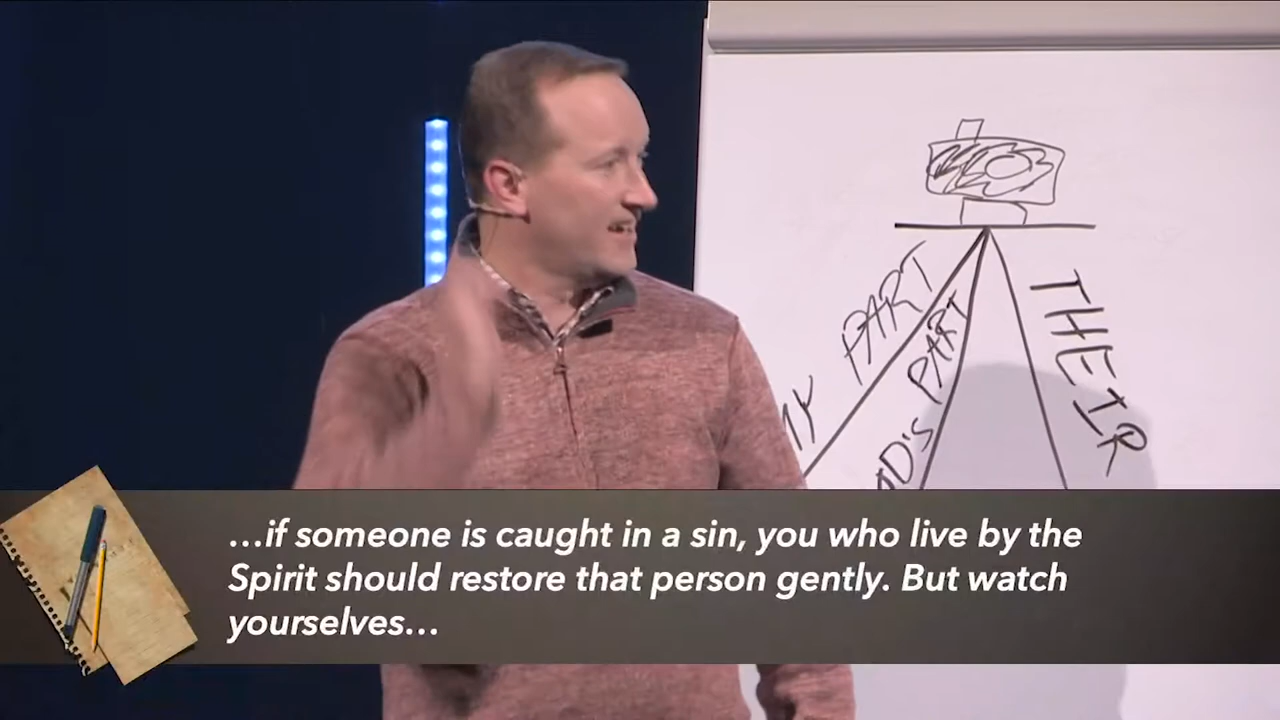 MY PART
PART
THEIR
…if someone is caught in a sin, you who live by the
Spirit should restore that person gently. But watch
yourselves…